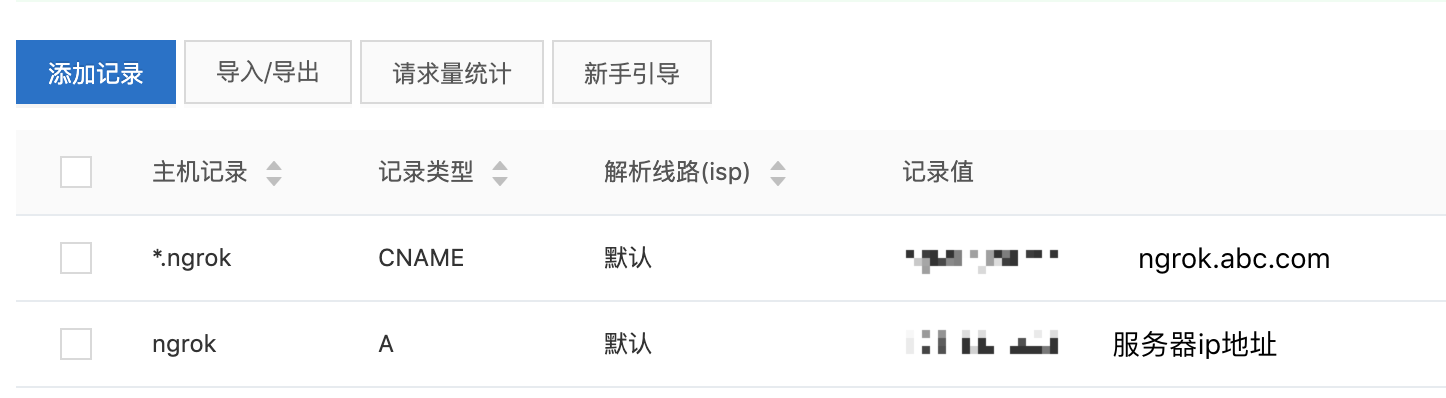 添加记录 导入/导出 请求量统计 新手引导
主机记录 记录类型 解析线路(isp) 记录值
*.ngrok CNAME 默认 ngrok.abc.com
ngrok A 默认 服务器ip地址